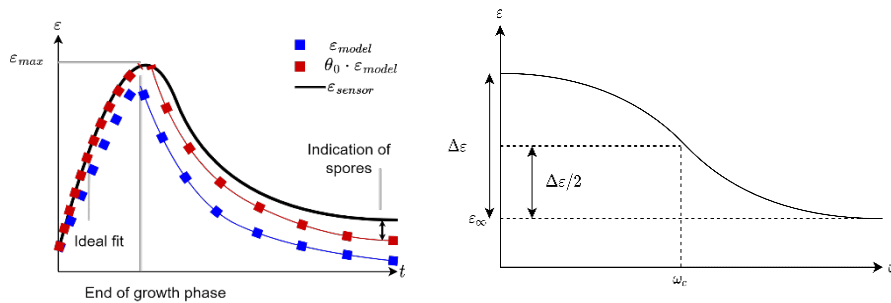 ε
ε_max
ε_model
θ_0 · ε_model
ε_sensor
Indication of
spores
Ideal fit
t
End of growth phase
ε
Δε
Δε/2
ε_∞
ω_c